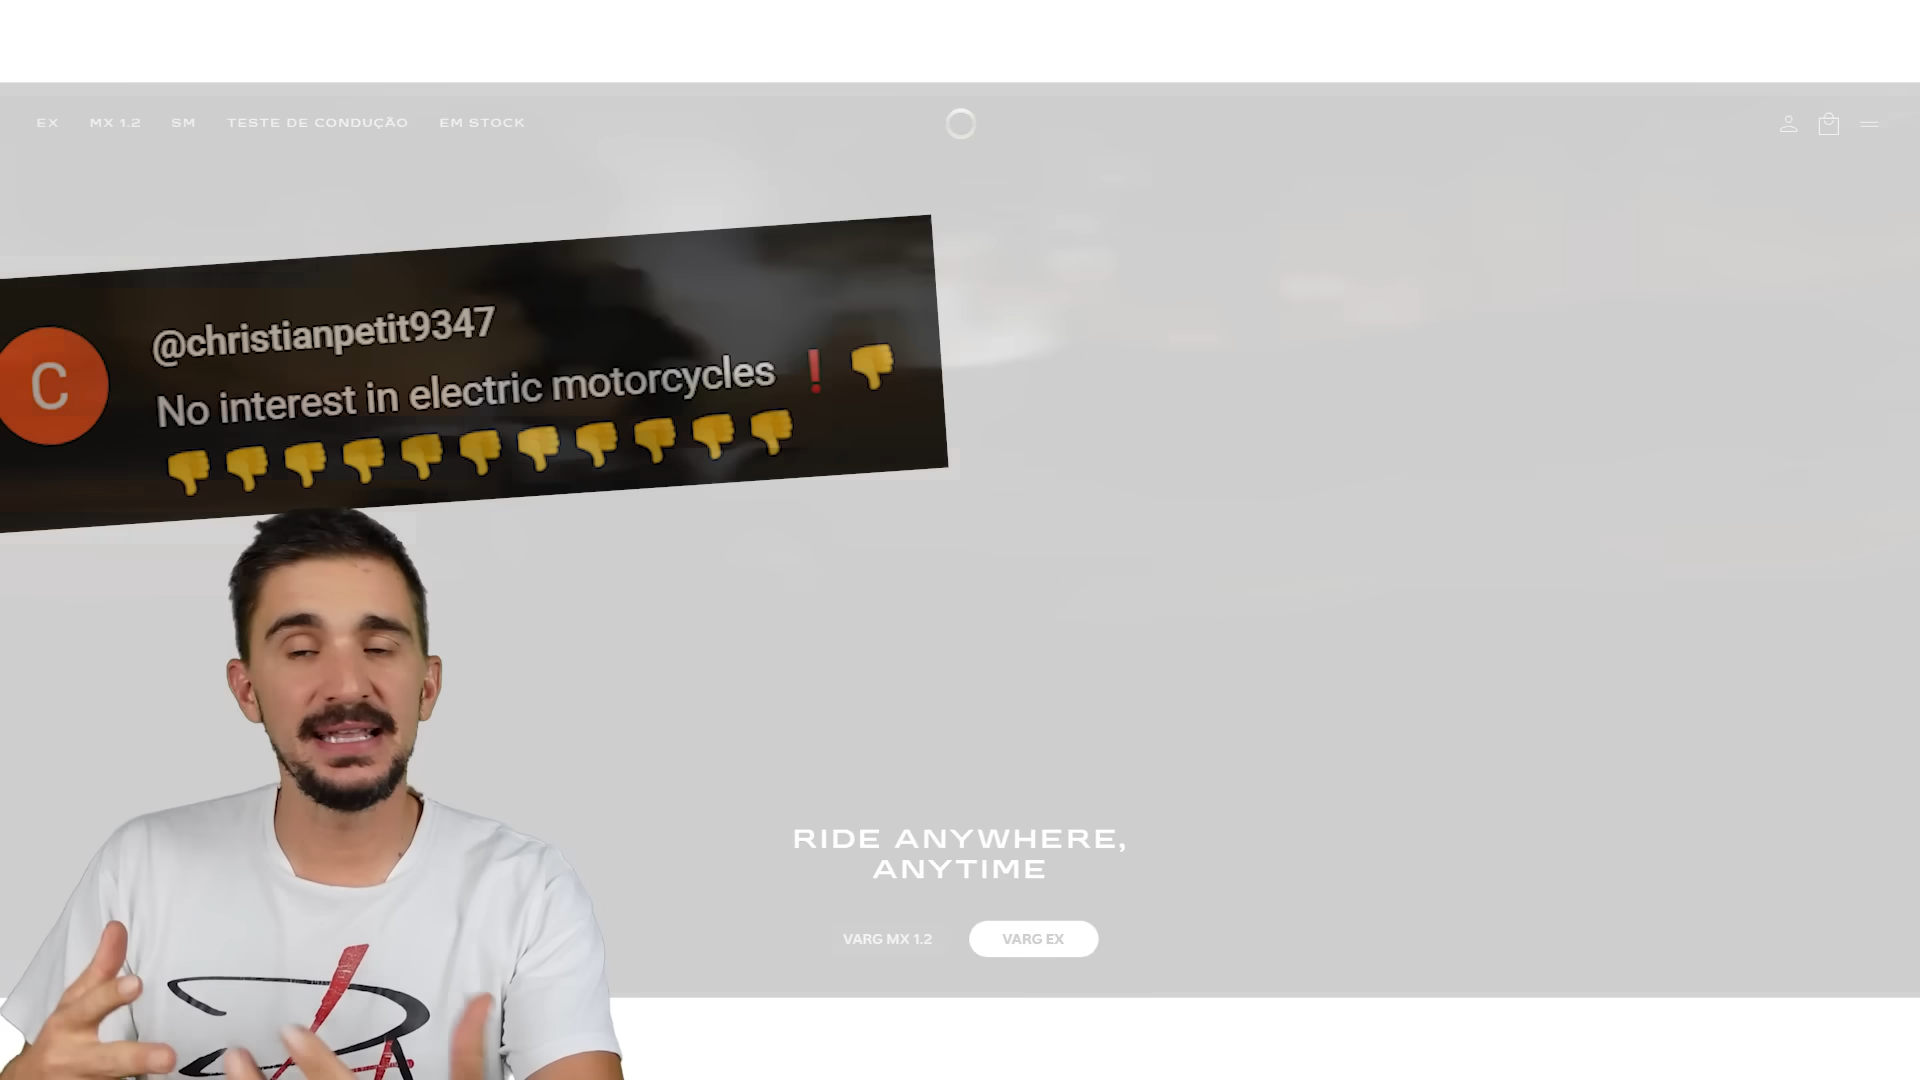 EX MX 1.2 SM TESTE DE CONDUÇÃO EM STOCK
@christianpetit9347
C
No interest in electric motorcycles ❗ 👎
👎👎👎👎👎👎👎👎👎👎👎
RIDE ANYWHERE,
ANYTIME
VARG MX 1.2 VARG EX